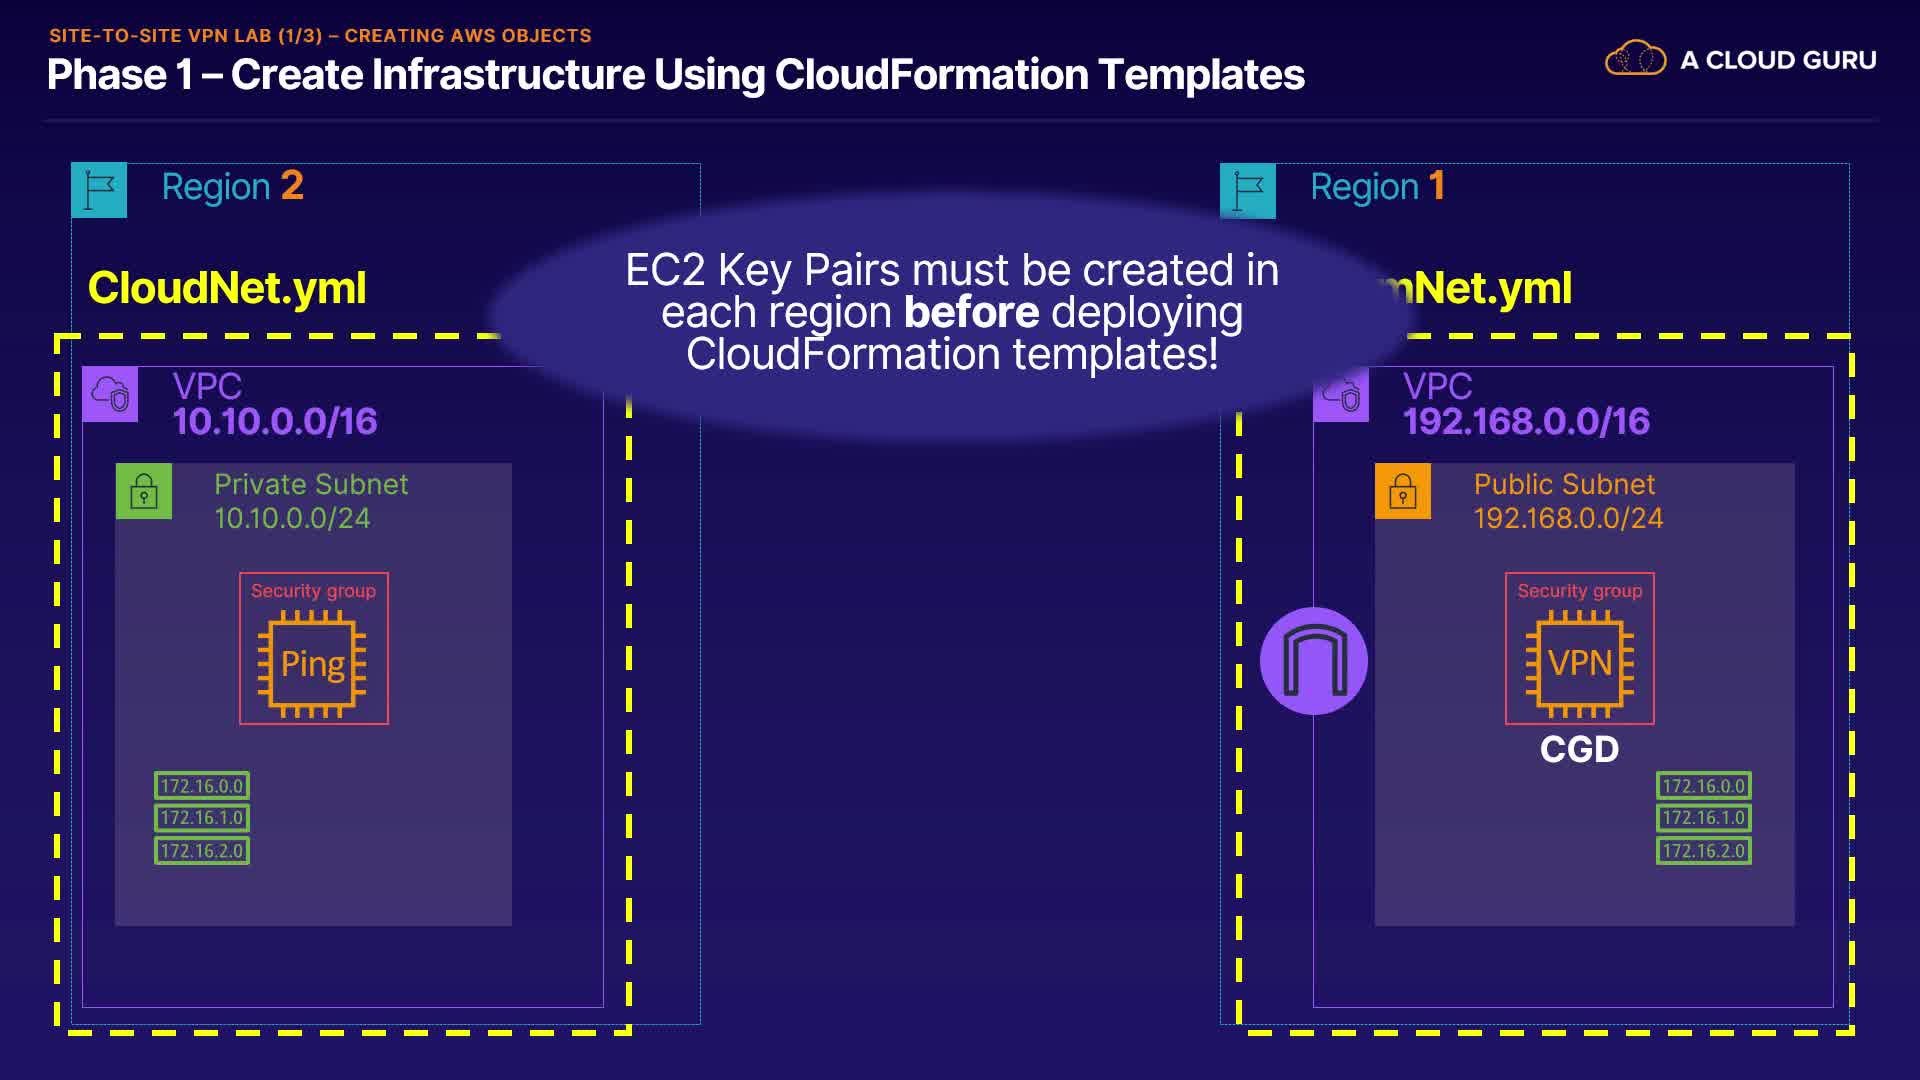 SITE-TO-SITE VPN LAB (1/3) – CREATING AWS OBJECTS
Phase 1 – Create Infrastructure Using CloudFormation Templates
A CLOUD GURU
Region 2
CloudNet.yml
VPC
10.10.0.0/16
Private Subnet
10.10.0.0/24
Security group
Ping
172.16.0.0
172.16.1.0
172.16.2.0
EC2 Key Pairs must be created in
each region before deploying
CloudFormation templates!
Region 1
mNet.yml
VPC
192.168.0.0/16
Public Subnet
192.168.0.0/24
Security group
VPN
CGD
172.16.0.0
172.16.1.0
172.16.2.0